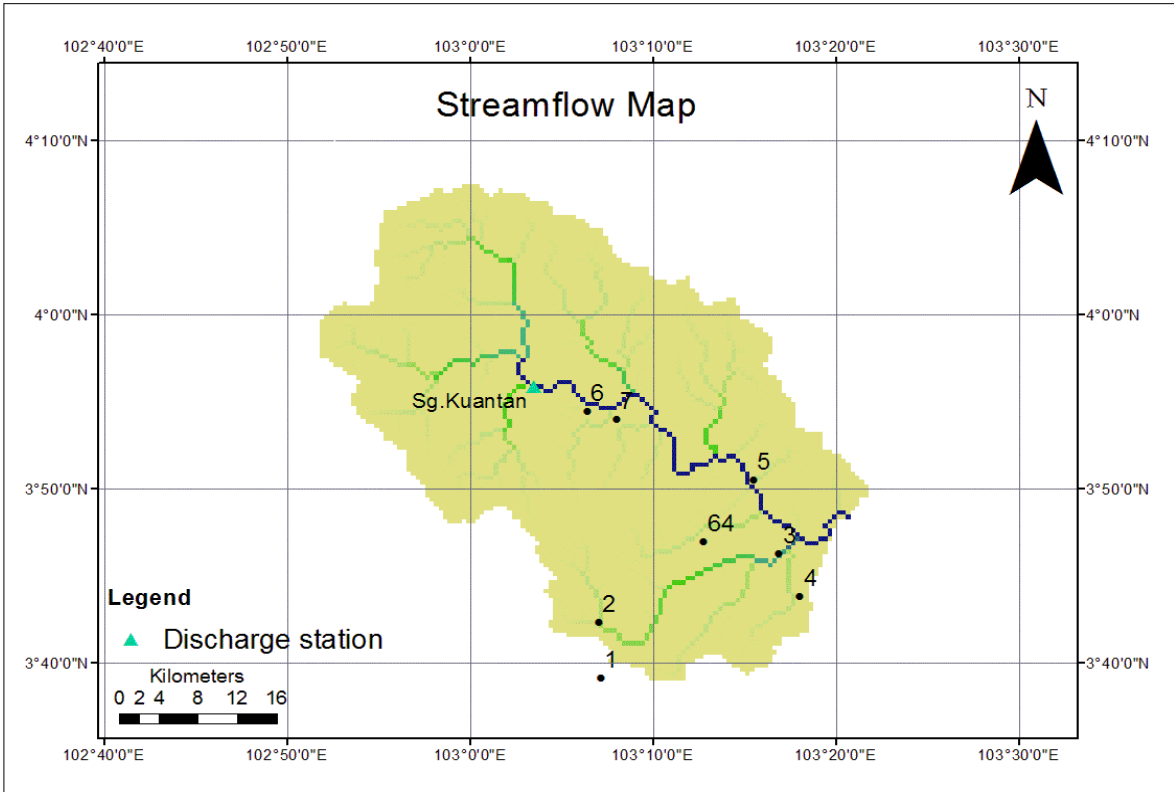 102°40'0"E 102°50'0"E 103°0'0"E 103°10'0"E 103°20'0"E 103°30'0"E
Streamflow Map
N
4°10'0"N 4°10'0"N
4°0'0"N 4°0'0"N
Sg.Kuantan
6
7
5
3°50'0"N 3°50'0"N
64
3
4
2
1
Legend
Discharge station
3°40'0"N 3°40'0"N
Kilometers
0 2 4 8 12 16
102°40'0"E 102°50'0"E 103°0'0"E 103°10'0"E 103°20'0"E 103°30'0"E